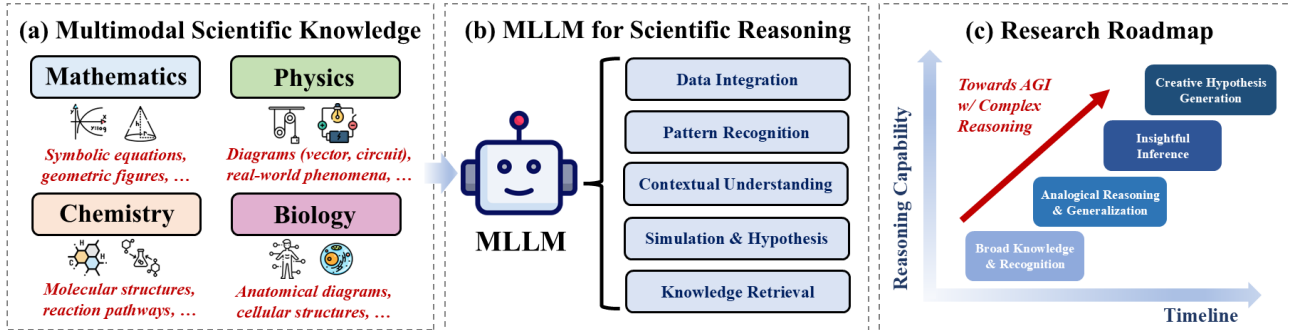 (a) Multimodal Scientific Knowledge
Mathematics
Symbolic equations,
geometric figures, …
Physics
Diagrams (vector, circuit),
real-world phenomena, …
Chemistry
H
C
H
Molecular structures,
reaction pathways, …
Biology
Anatomical diagrams,
cellular structures, …
(b) MLLM for Scientific Reasoning
MLLM
Data Integration
Pattern Recognition
Contextual Understanding
Simulation & Hypothesis
Knowledge Retrieval
(c) Research Roadmap
Reasoning Capability
Towards AGI
w/ Complex
Reasoning
Creative Hypothesis
Generation
Insightful
Inference
Analogical Reasoning
& Generalization
Broad Knowledge
& Recognition
Timeline